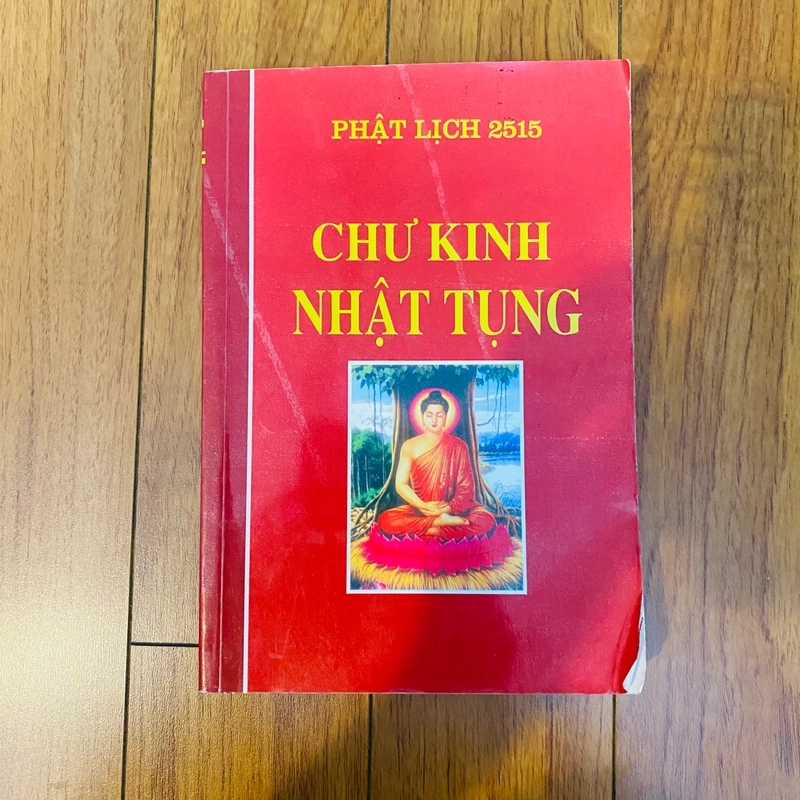 PHẬT LỊCH 2515
CHƯ KINH
NHẬT TỤNG